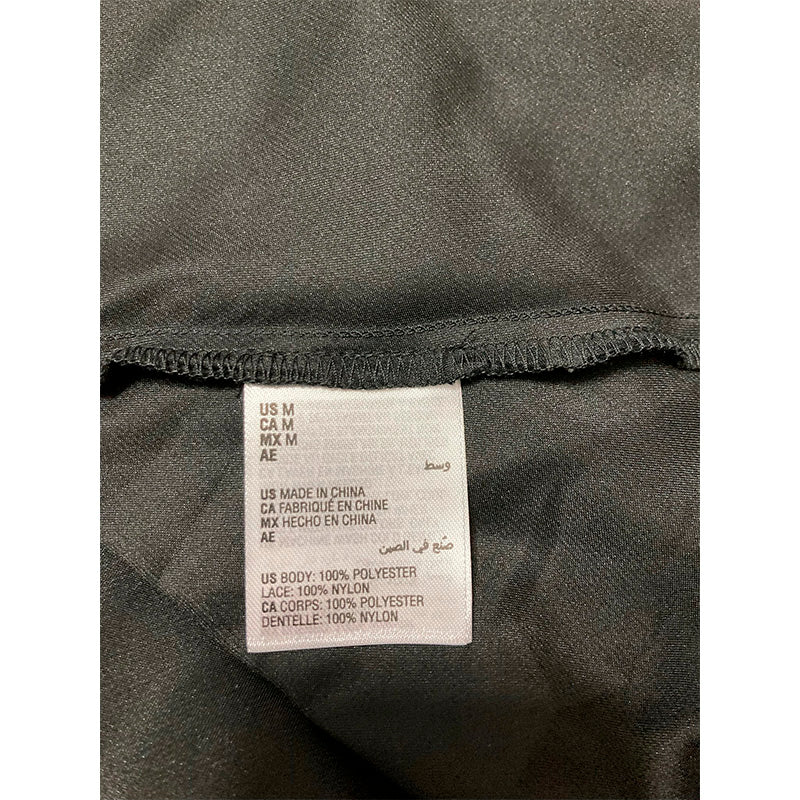 US M
CA M
MX M
AE
وسط
US MADE IN CHINA
CA FABRIQUÉ EN CHINE
MX HECHO EN CHINA
AE
صنّع في الصين
US BODY: 100% POLYESTER
LACE: 100% NYLON
CA CORPS: 100% POLYESTER
DENTELLE: 100% NYLON